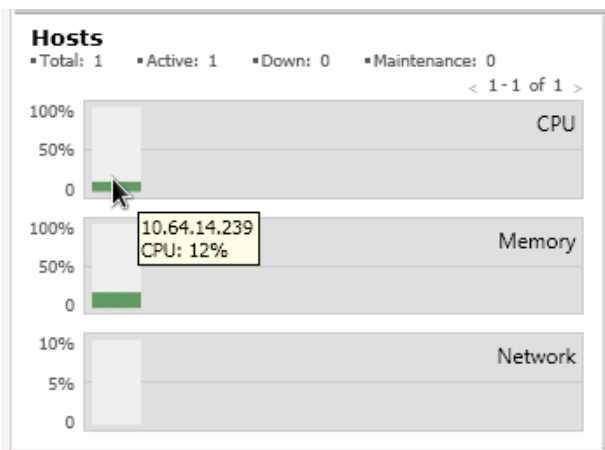 Hosts
▪Total: 1 ▪Active: 1 ▪Down: 0 ▪Maintenance: 0
< 1-1 of 1 >
100%
CPU
50%
0
10.64.14.239
CPU: 12%
100%
Memory
50%
0
10%
Network
5%
0